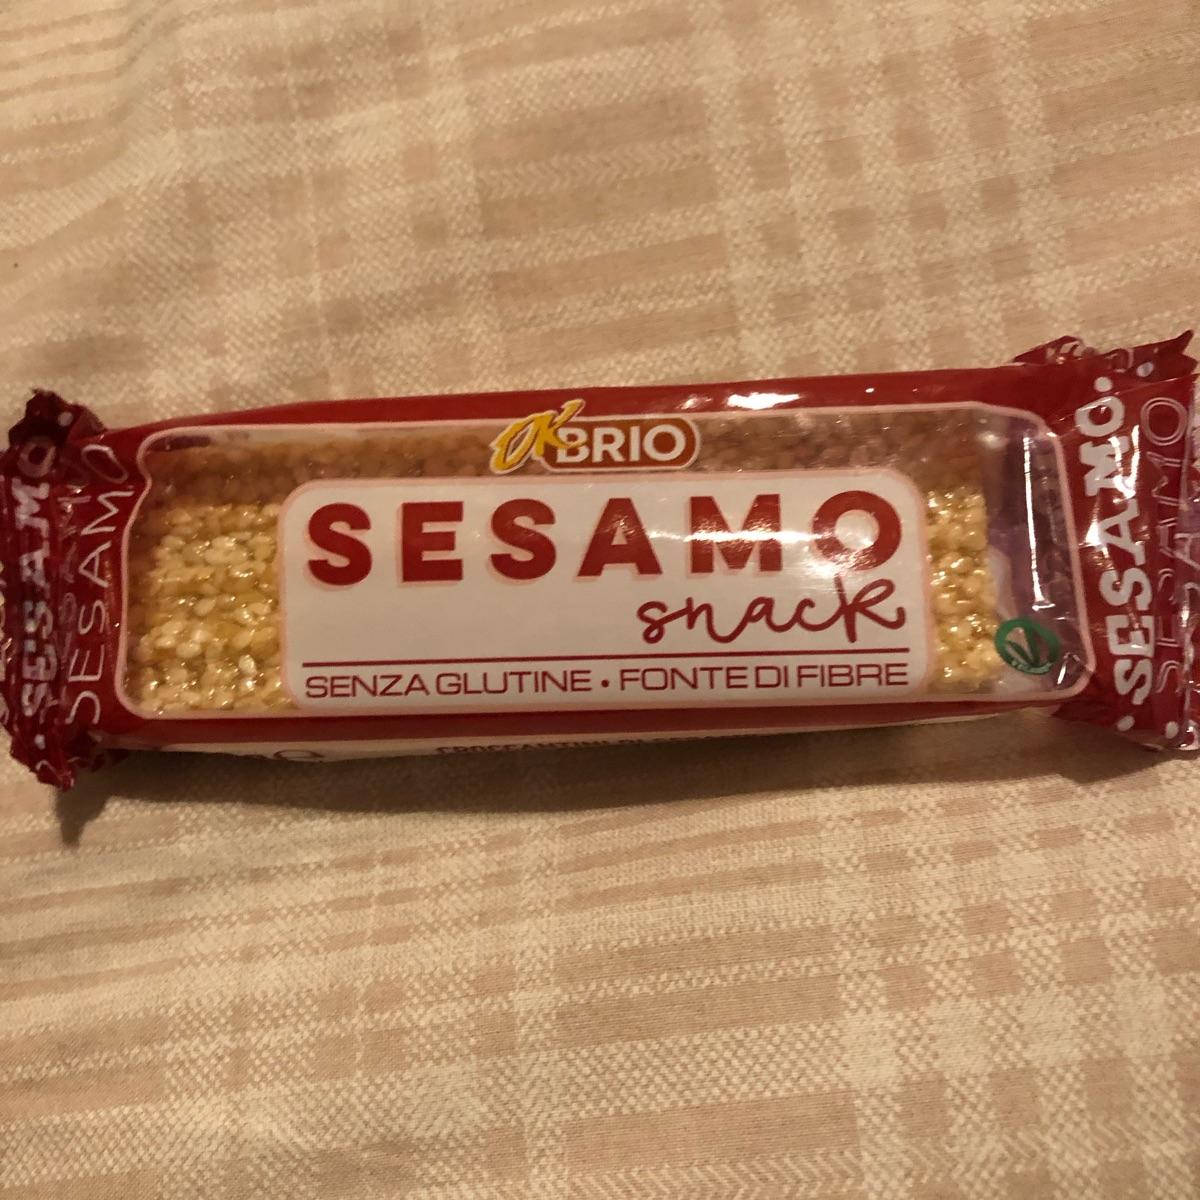 OK BRIO
SESAMO
snack
SENZA GLUTINE • FONTE DI FIBRE
SESAMO
SESAMO
SESAMO
SESAMO